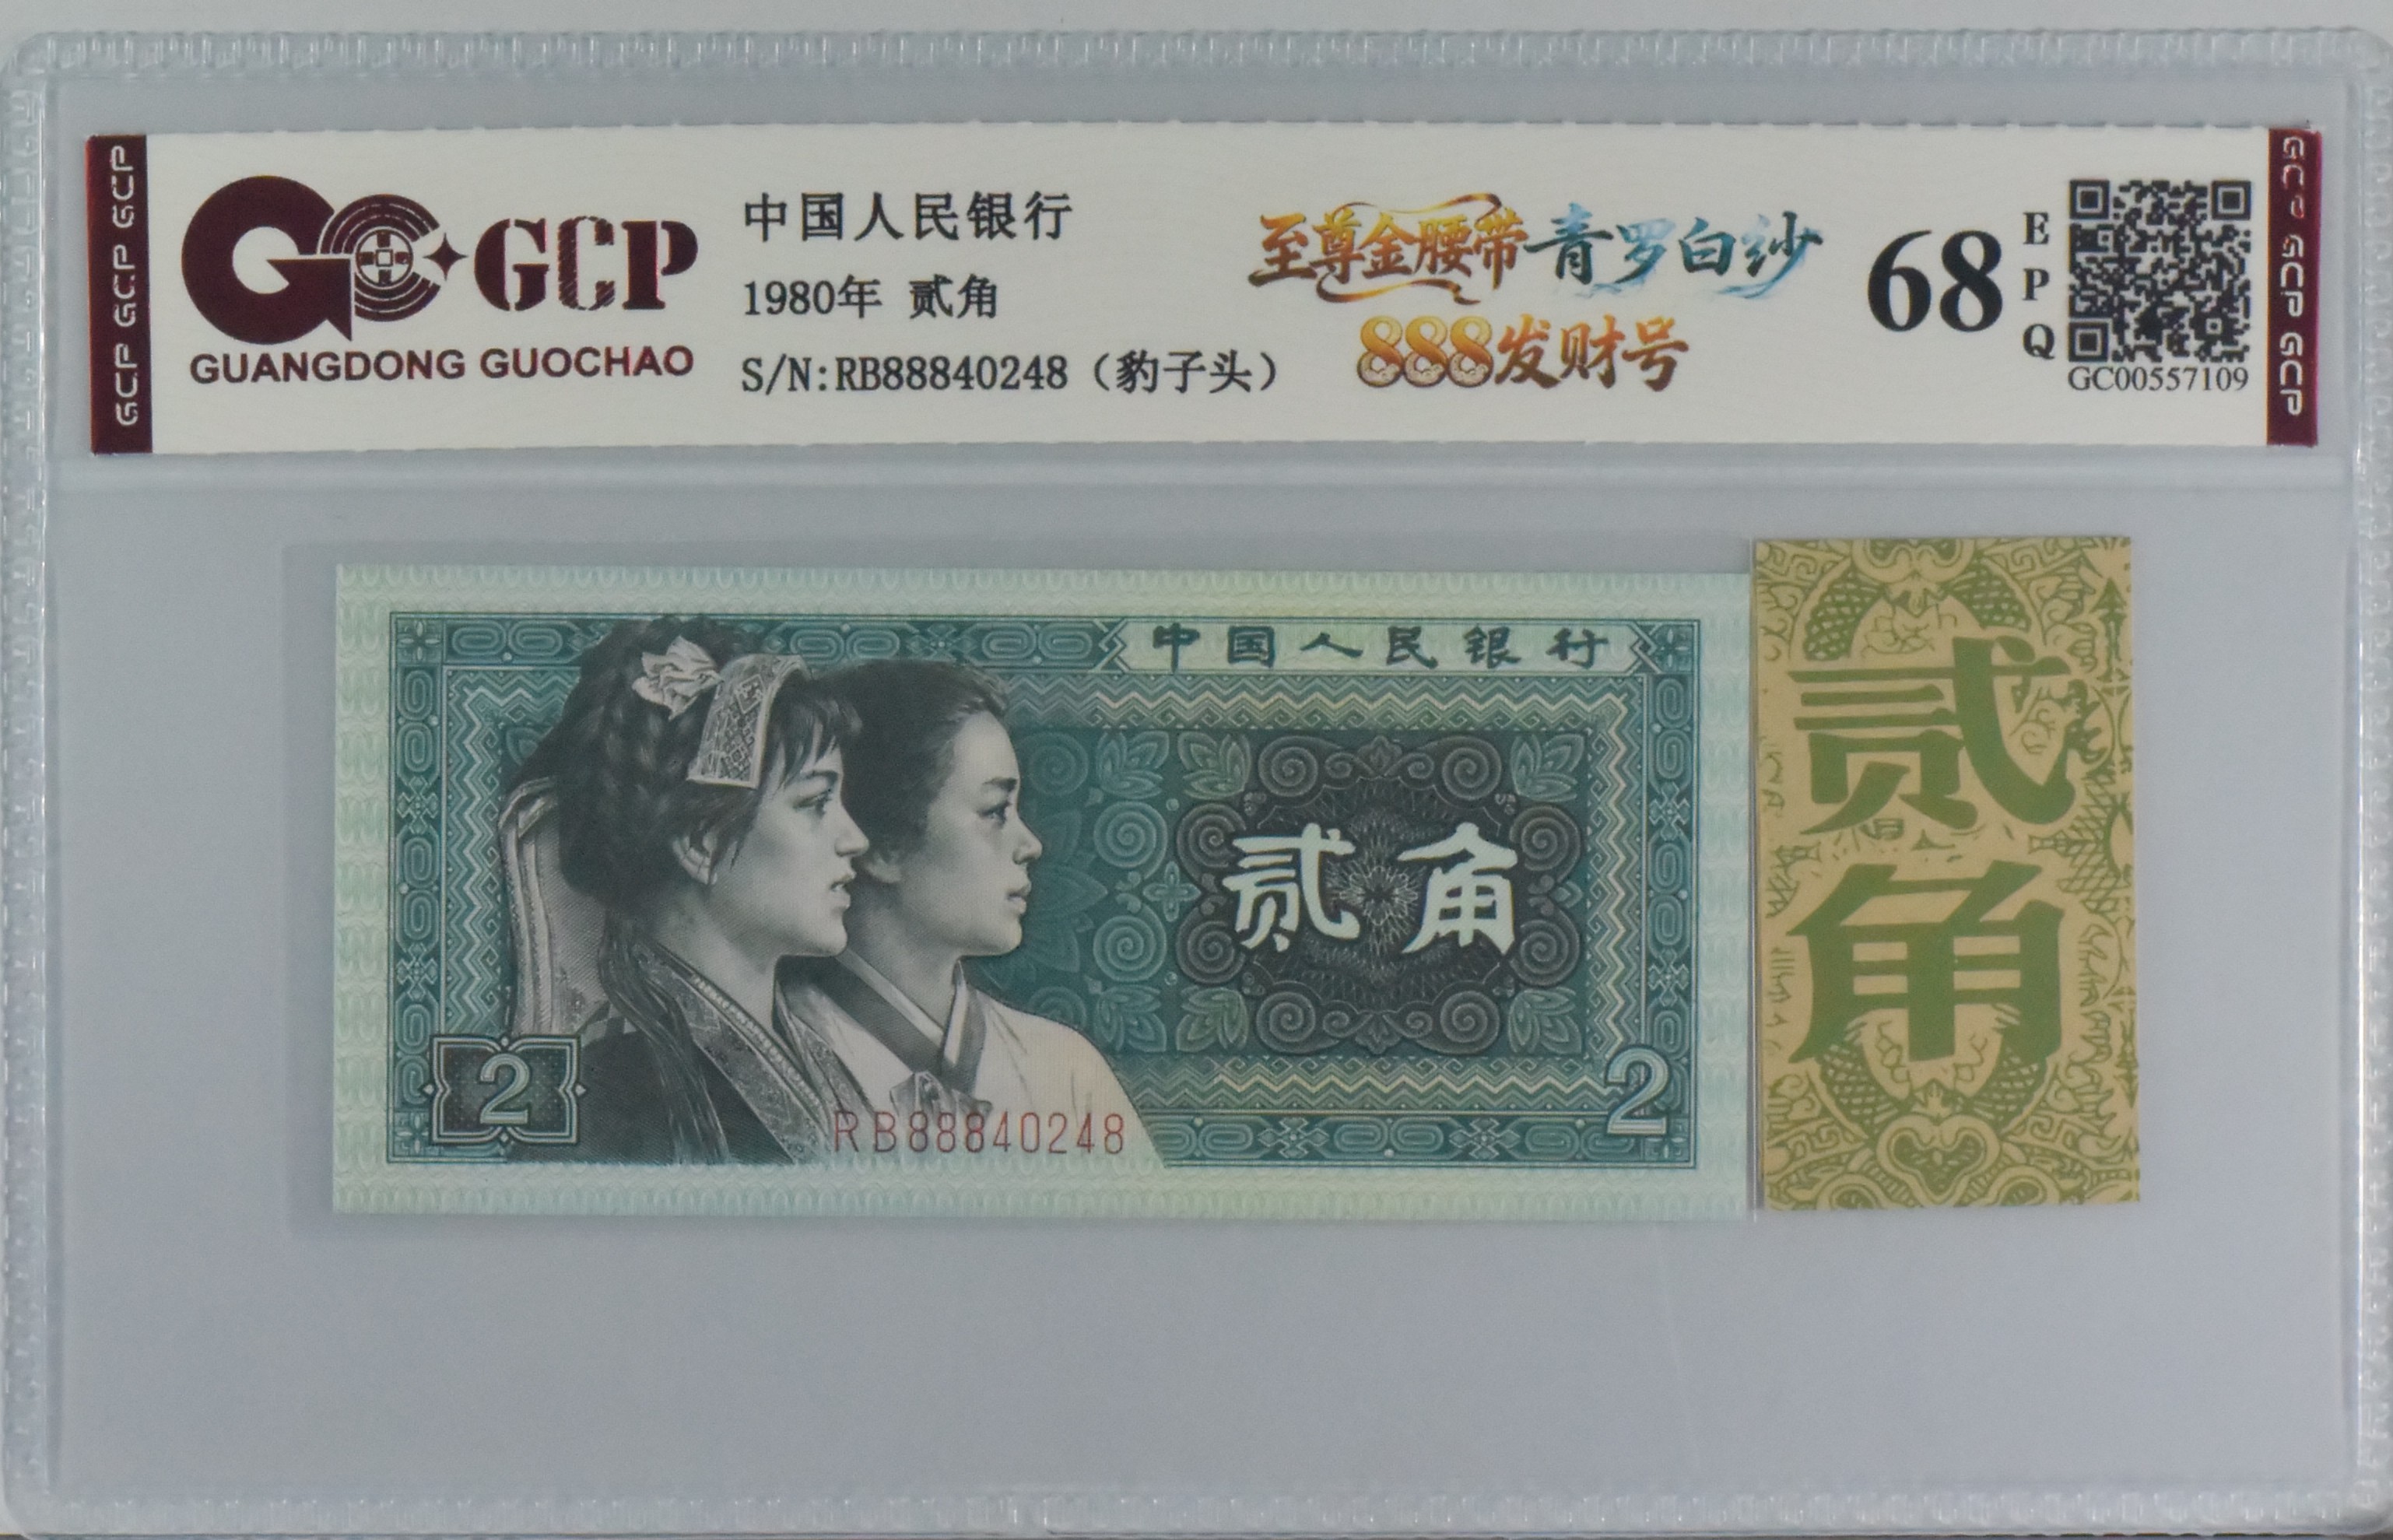 GCP GCP GCP
GCP
GUANGDONG GUOCHAO
中国人民银行
1980年 贰角
S/N:RB88840248（豹子头）
至尊金腰带青罗白纱
888发财号
68
EPQ
GC00557109
GCP GCP GCP
中国人民银行
贰角
2
RB88840248
2
贰
角